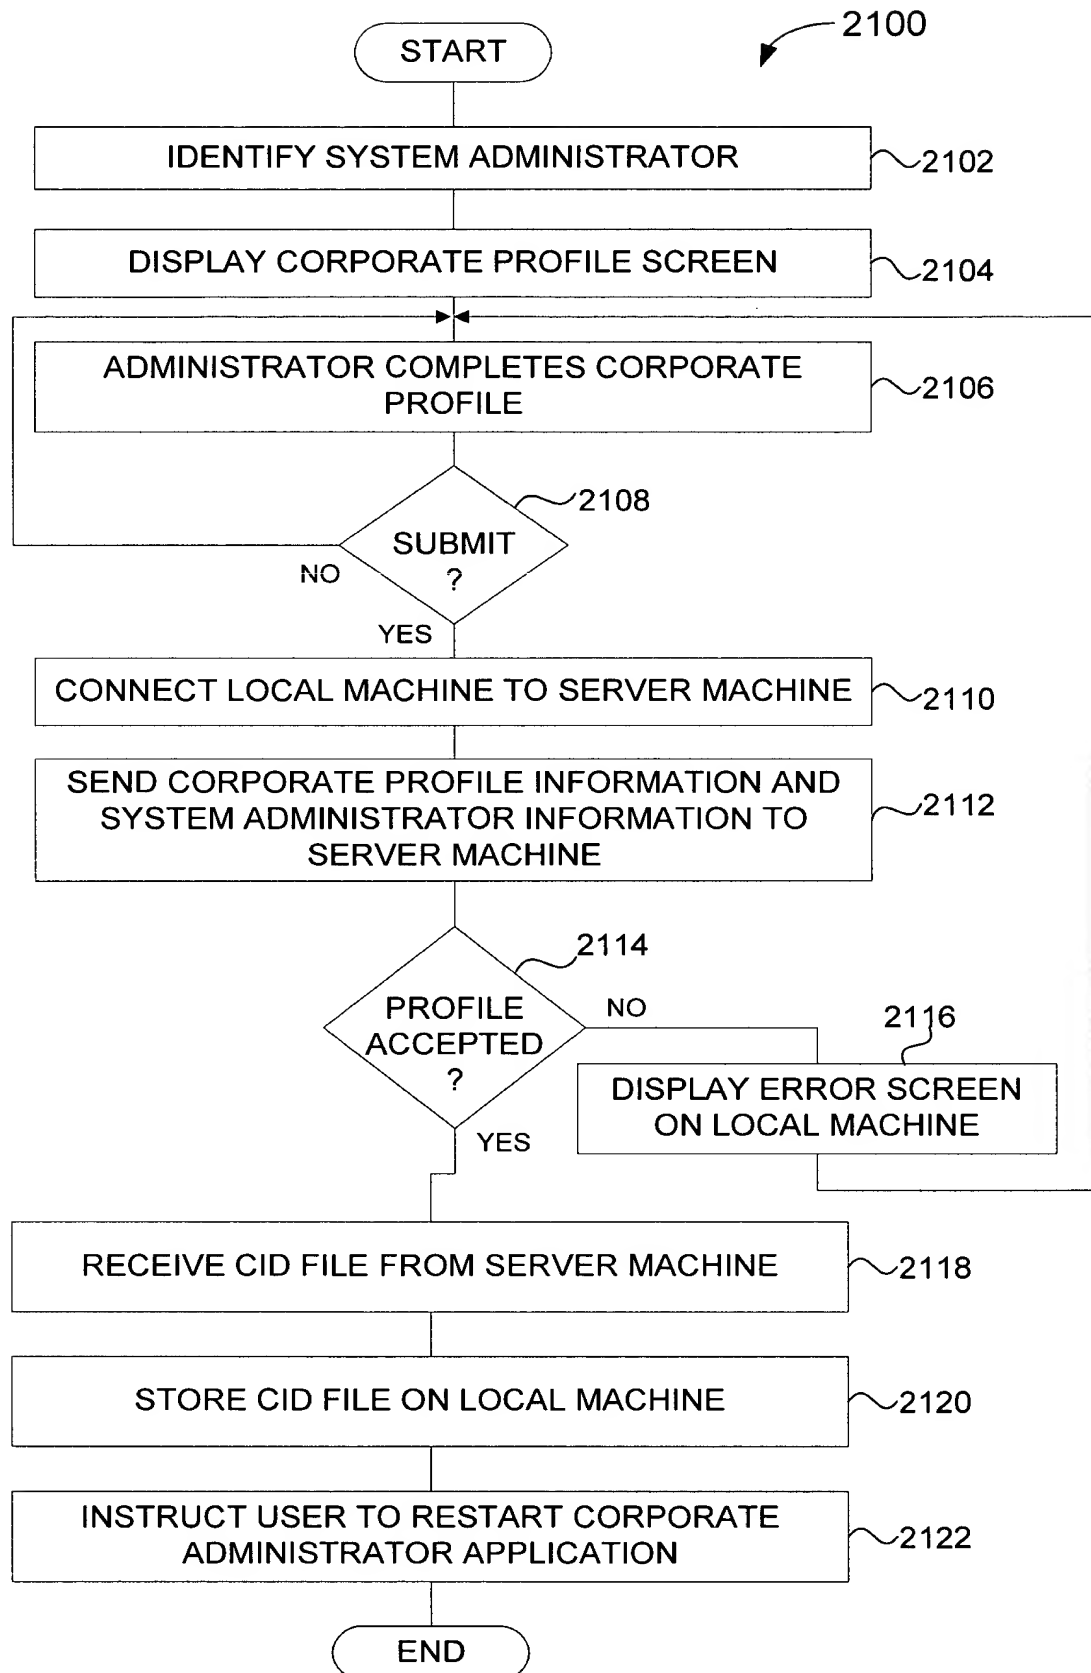 2100
START
IDENTIFY SYSTEM ADMINISTRATOR
2102
DISPLAY CORPORATE PROFILE SCREEN
2104
ADMINISTRATOR COMPLETES CORPORATE
PROFILE
2106
2108
SUBMIT
?
NO
YES
CONNECT LOCAL MACHINE TO SERVER MACHINE
2110
SEND CORPORATE PROFILE INFORMATION AND
SYSTEM ADMINISTRATOR INFORMATION TO
SERVER MACHINE
2112
2114
PROFILE
ACCEPTED
?
NO
YES
2116
DISPLAY ERROR SCREEN
ON LOCAL MACHINE
RECEIVE CID FILE FROM SERVER MACHINE
2118
STORE CID FILE ON LOCAL MACHINE
2120
INSTRUCT USER TO RESTART CORPORATE
ADMINISTRATOR APPLICATION
2122
END